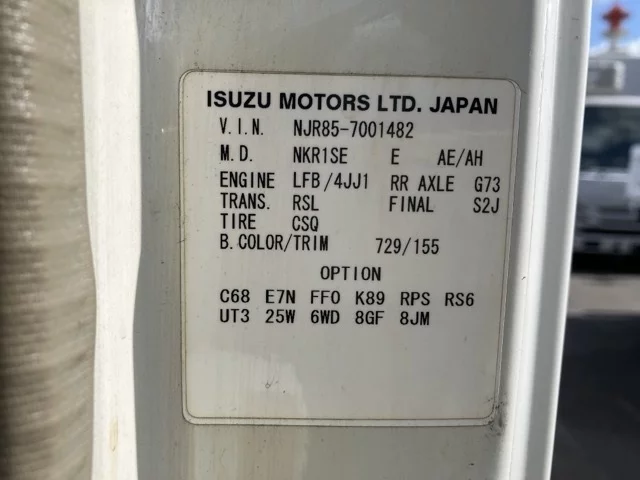 ISUZU MOTORS LTD. JAPAN
V.I.N. NJR85-7001482
M.D. NKR1SE E AE/AH
ENGINE LFB/4JJ1 RR AXLE G73
TRANS. RSL FINAL S2J
TIRE CSQ
B.COLOR/TRIM 729/155
OPTION
C68 E7N FF0 K89 RPS RS6
UT3 25W 6WD 8GF 8JM